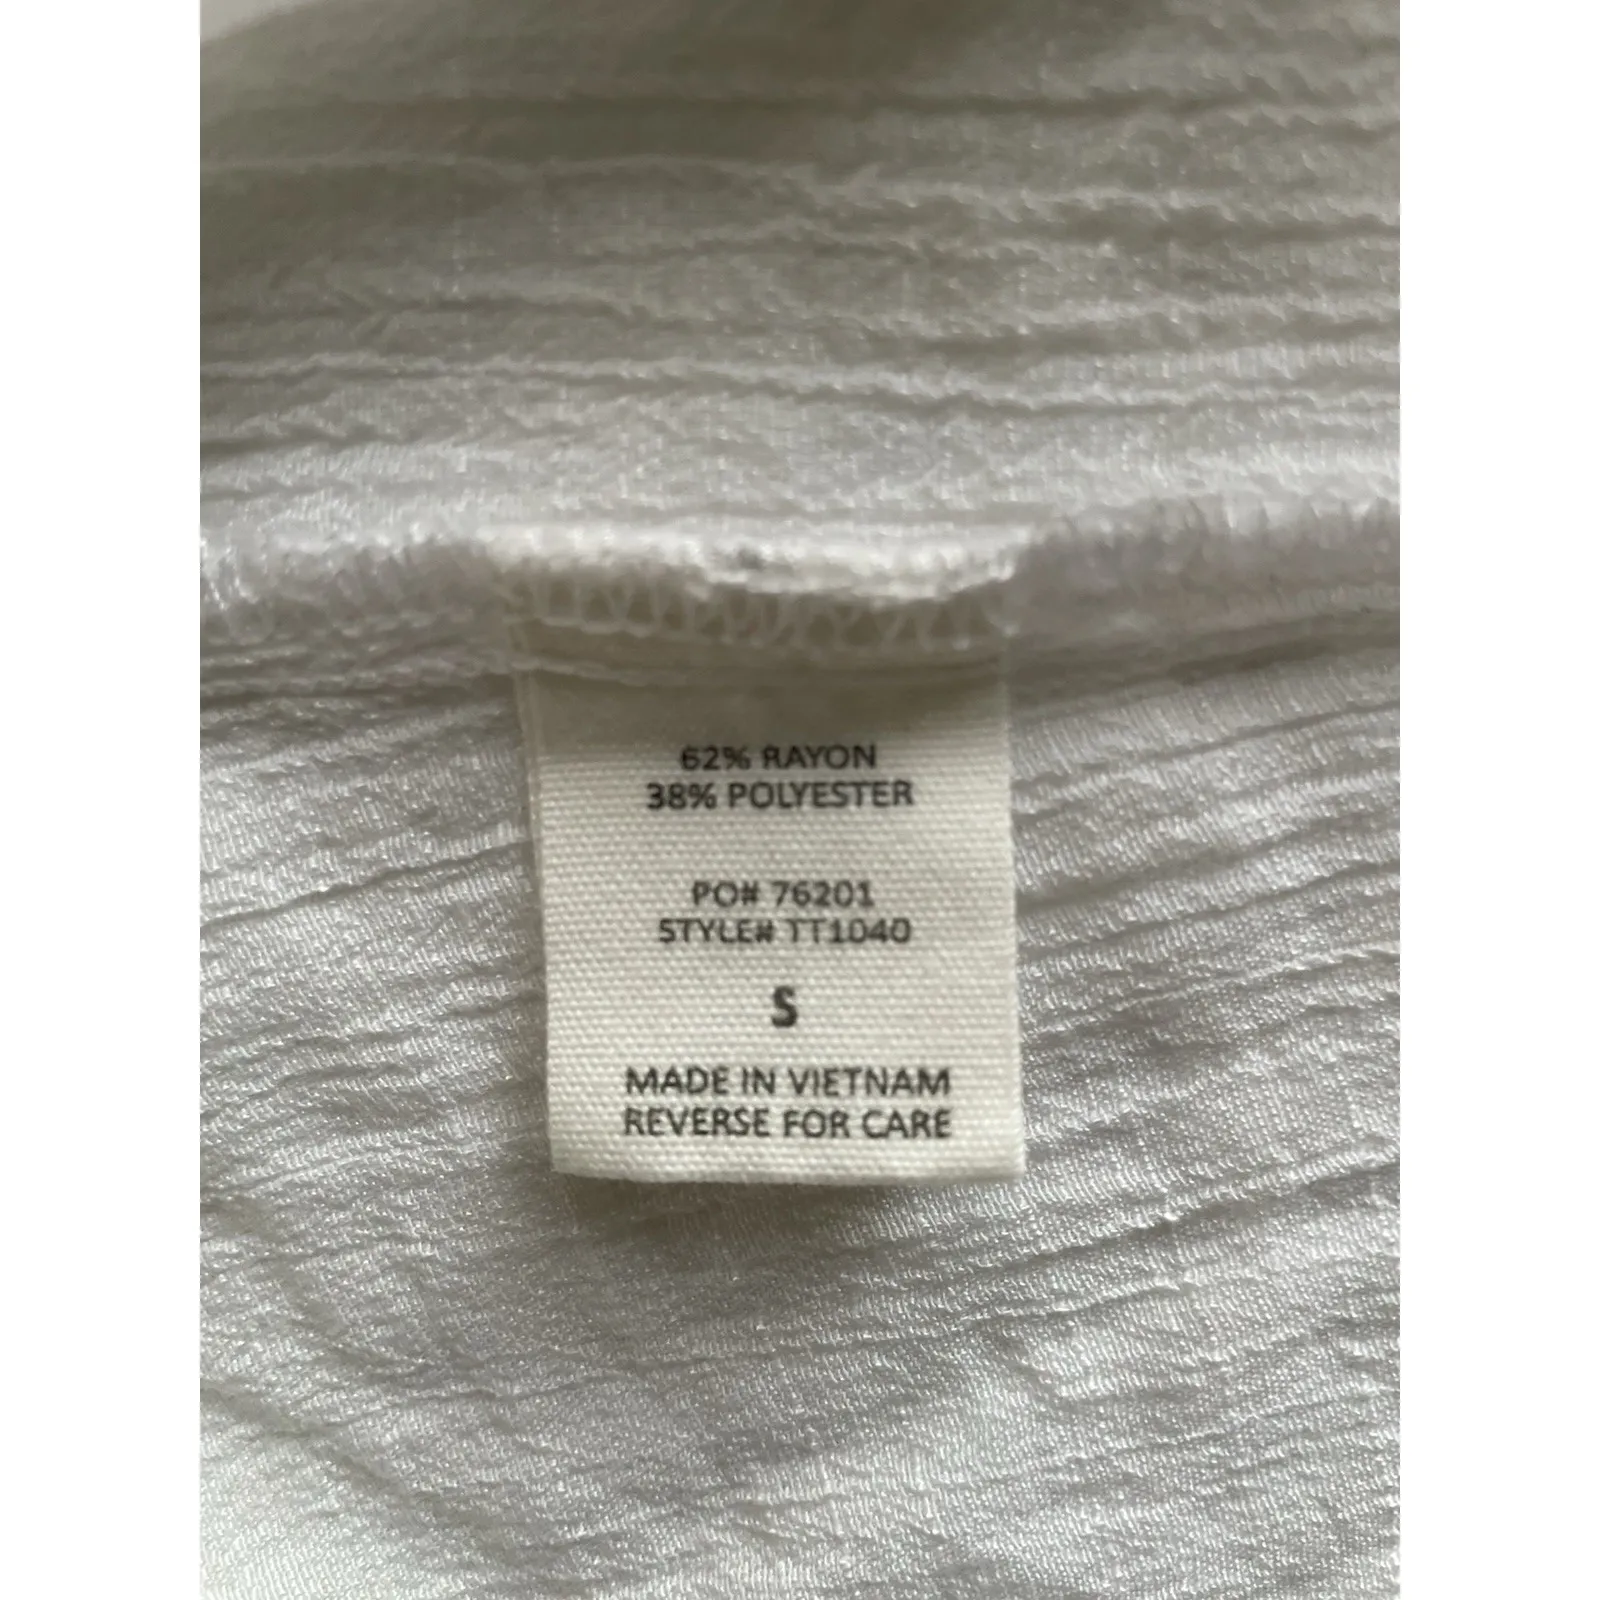 62% RAYON
38% POLYESTER
PO# 76201
STYLE# TT1040
S
MADE IN VIETNAM
REVERSE FOR CARE